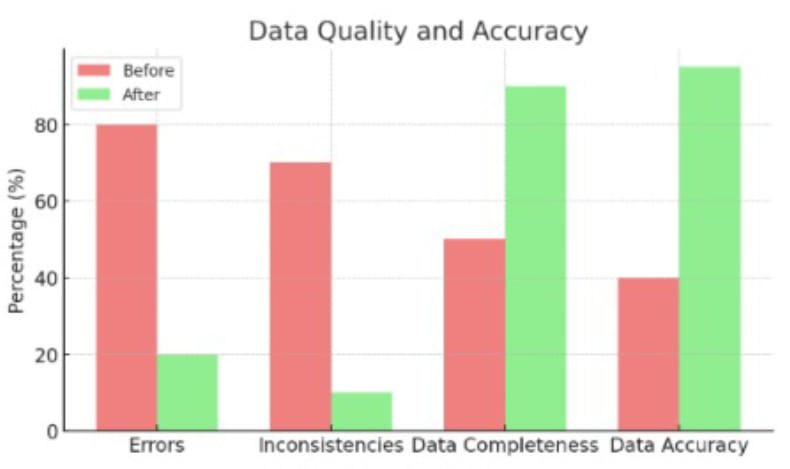 Data Quality and Accuracy
Before
After
Percentage (%)
80
60
40
20
0
Errors Inconsistencies Data Completeness Data Accuracy